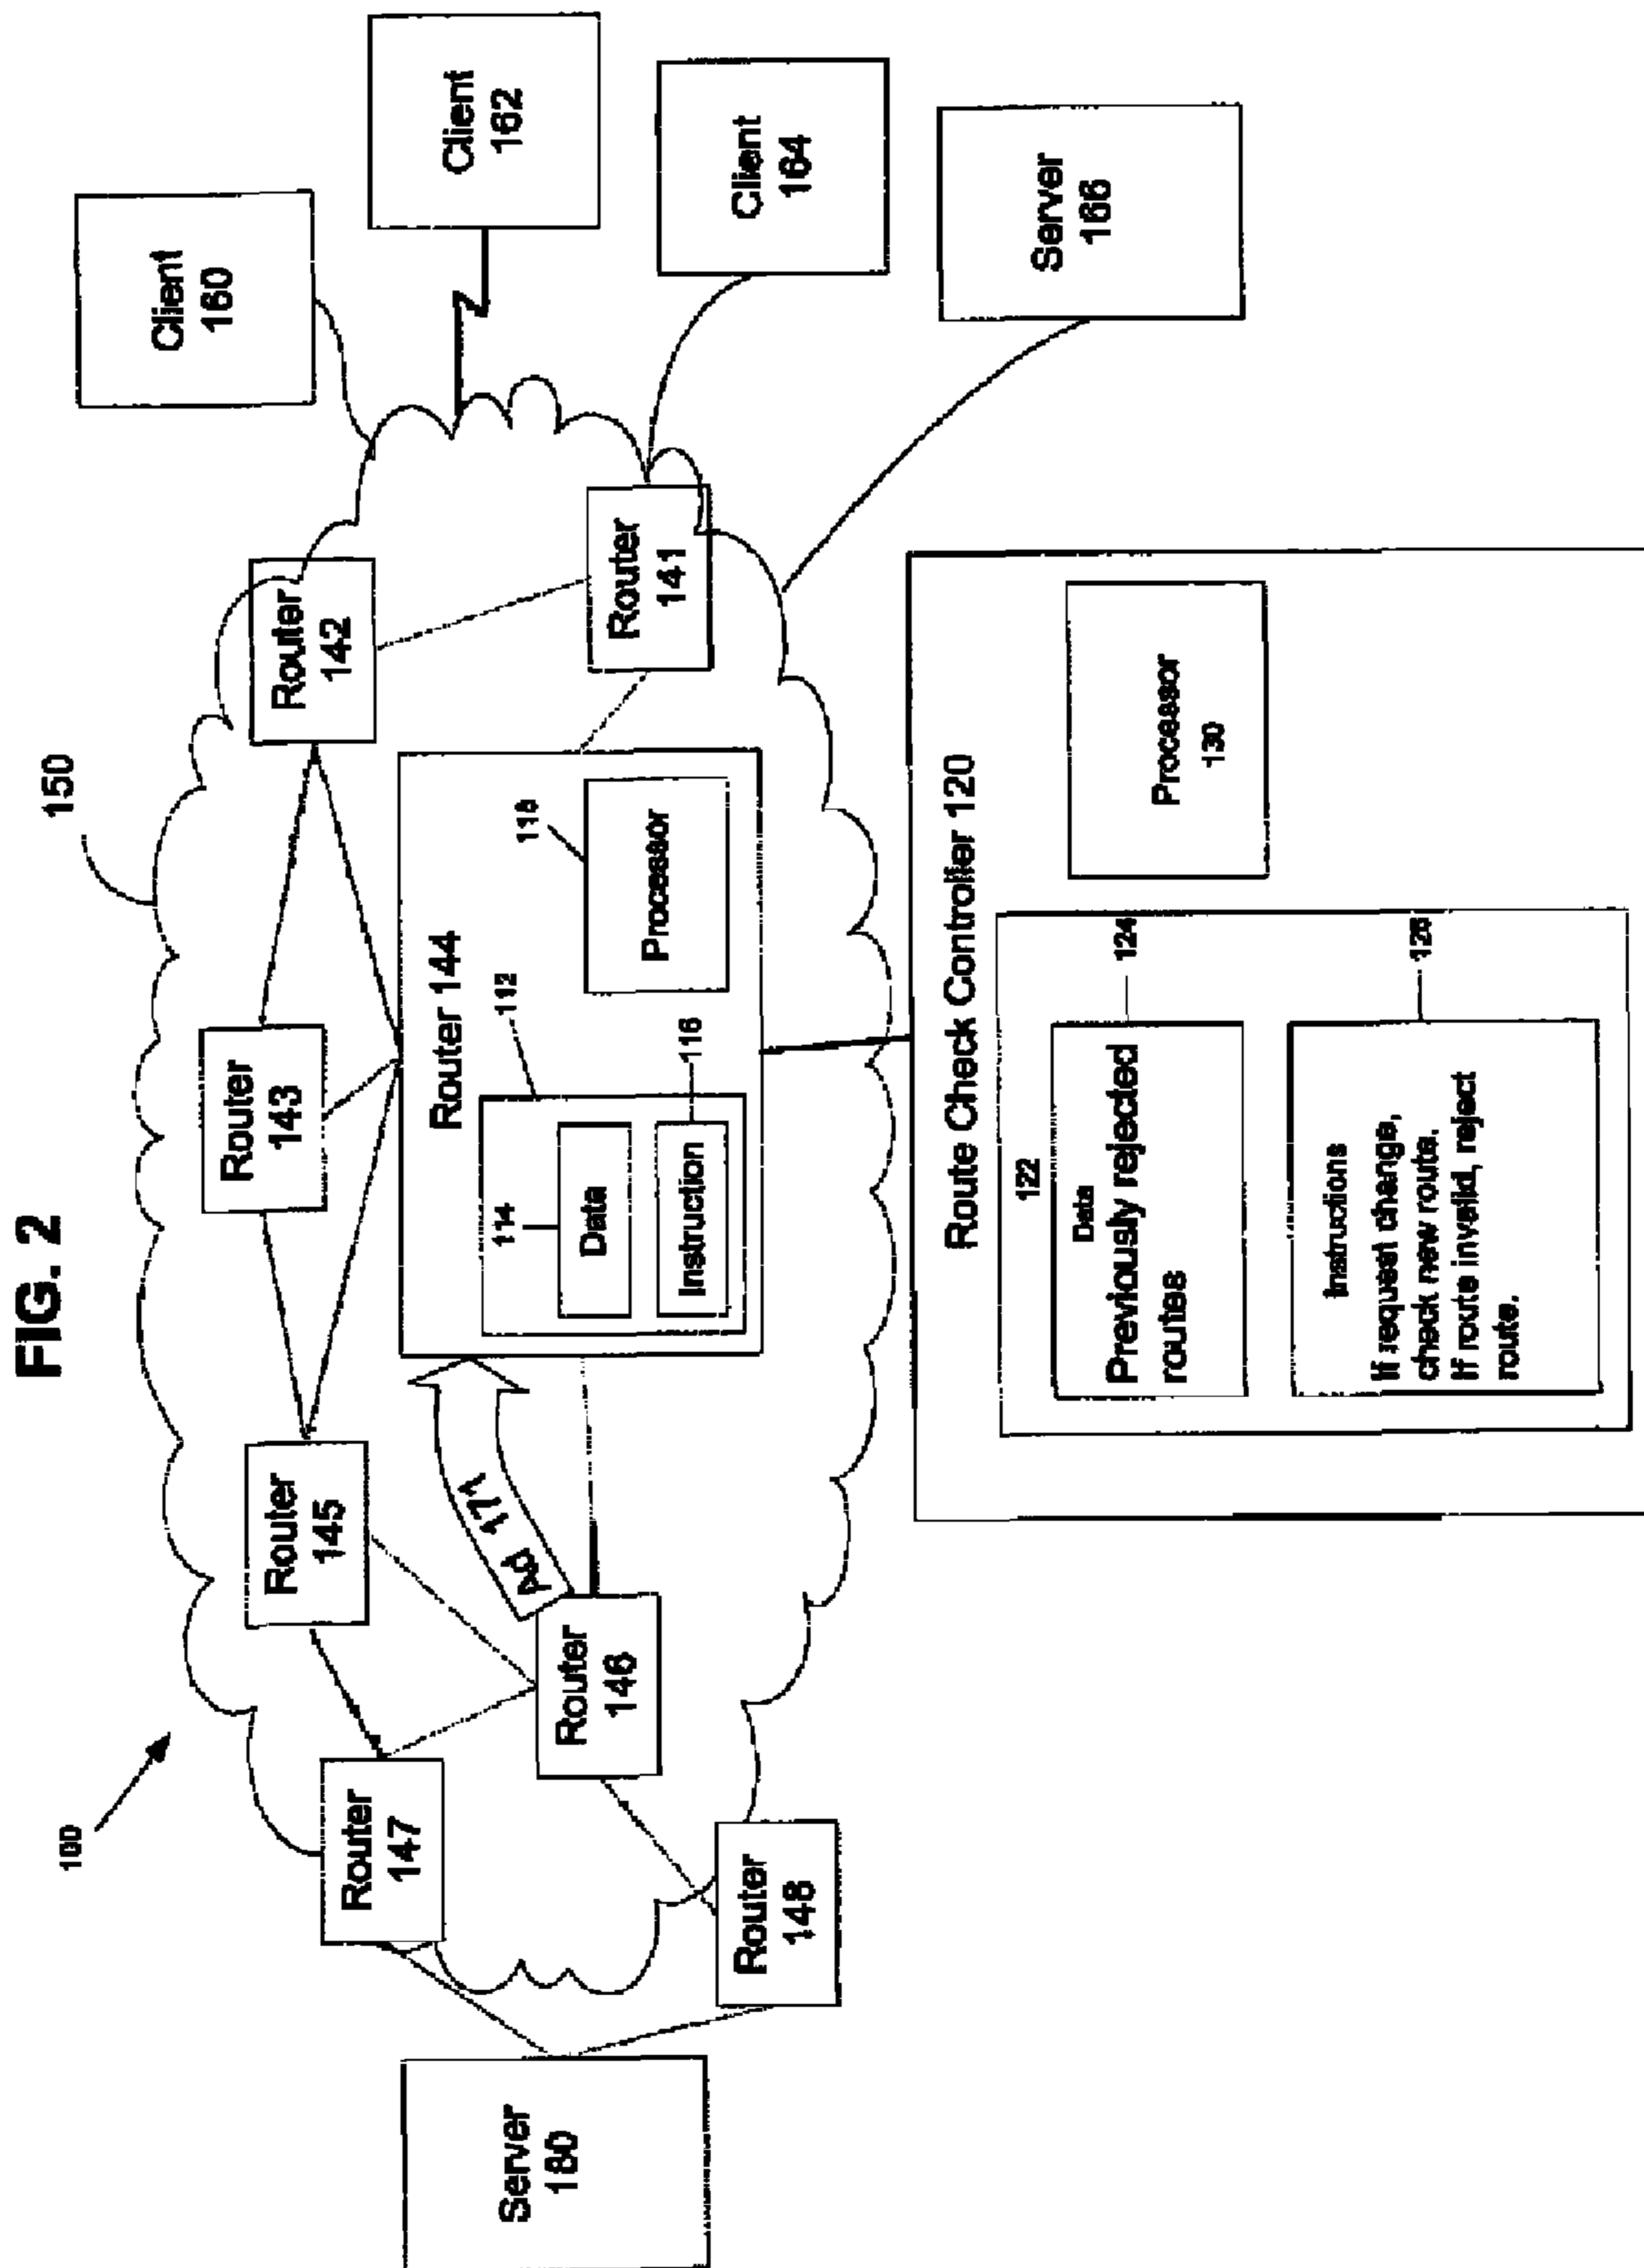 FIG. 2
100
150
Server
180
Router
147
Router
148
Router
145
Router
146
Ad 171
Router
143
Router 144
112
114
Data
116
Instruction
118
Processor
Router
142
Router
141
Client
160
Client
162
Client
164
Server
166
Route Check Controller 120
122
Data
Previously rejected
routes
124
Instructions
If request change,
check new route.
If route invalid, reject
route.
126
Processor
130